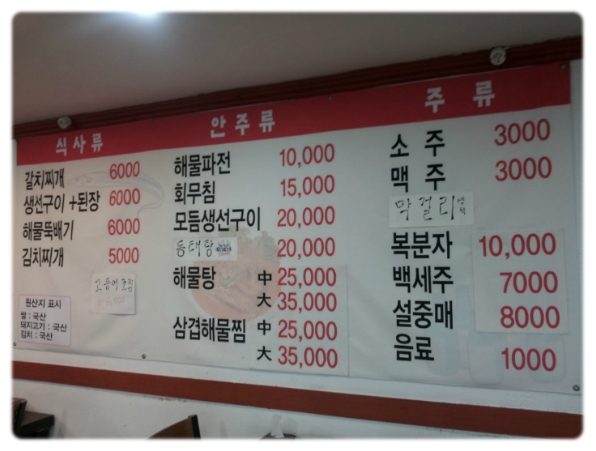 식사류
갈치찌개 6000
생선구이+된장 6000
해물뚝배기 6000
김치찌개 5000
원산지 표시
쌀 : 국산
돼지고기 : 국산
김치 : 국산
안주류
해물파전 10,000
회무침 15,000
모듬생선구이 20,000
동태탕 20,000
해물탕 中 25,000
大 35,000
삼겹해물찜 中 25,000
大 35,000
주류
소주 3000
맥주 3000
막걸리
복분자 10,000
백세주 7000
설중매 8000
음료 1000